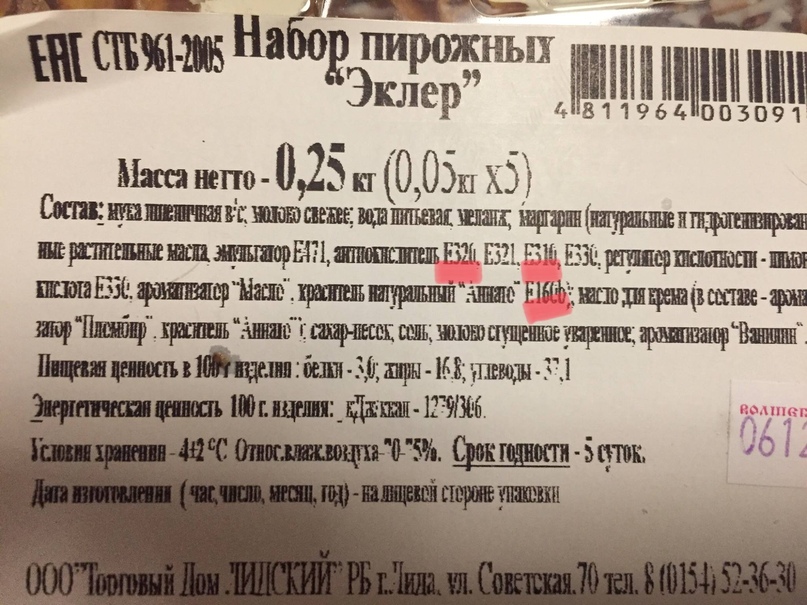 ЕАС СТБ 961-2005 Набор пирожных
"Эклер"
4 811964 003091
Масса нетто - 0,25 кг (0,05кг Х5)
Состав: мука пшеничная в/с, молоко свежее, вода питьевая, меланж, маргарин (натуральные и гидрогенизирован
ные растительные масла, эмульгатор Е471, антиокислитель Е320, Е321, Е310, Е330, регулятор кислотности - лимон
кислота Е330, ароматизатор "Масло", краситель натуральный "Аннато" Е160b); масло для крема (в составе - арома
затор "Пломбир", краситель "Аннато"); сахар-песок, соль; молоко сгущенное уваренное; ароматизатор "Ванилин".
Пищевая ценность в 100 г изделия : белки - 3,0; жиры - 16,8; углеводы - 37,1
Энергетическая ценность 100 г. изделия: кДж/ккал - 1279/306.
Условия хранения - 4±2 °С Относ.влаж.воздуха-70-75%. Срок годности - 5 суток.
Дата изготовления ( час,число, месяц, год) - на лицевой стороне упаковки
ВОЛШЕБ
0612
ООО"Торговый Дом ЛИДСКИЙ" РБ г.Лида, ул. Советская,70 тел. 8 (0154) 52-36-30